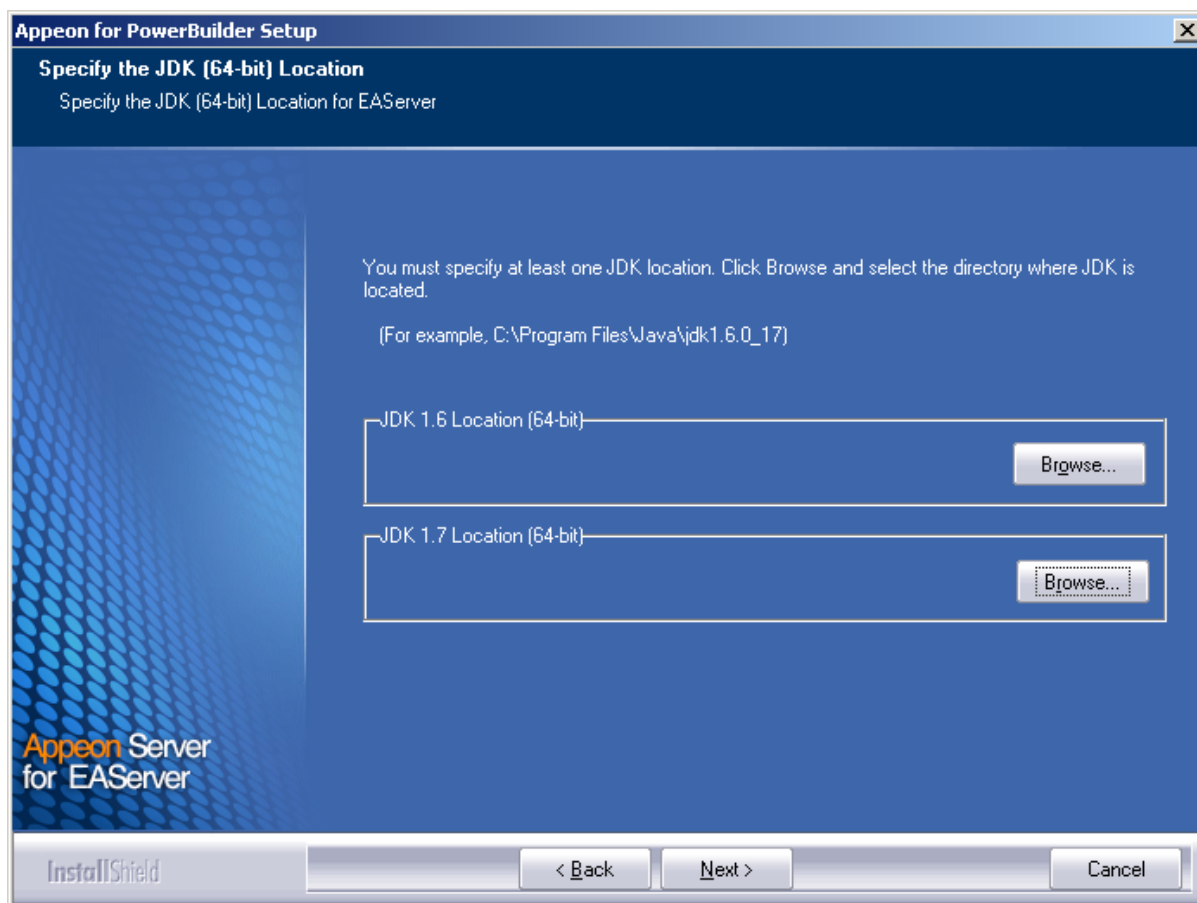 Appeon for PowerBuilder Setup
Specify the JDK (64-bit) Location
Specify the JDK (64-bit) Location for EAServer
You must specify at least one JDK location. Click Browse and select the directory where JDK is
located.
(For example, C:\Program Files\Java\jdk1.6.0_17)
JDK 1.6 Location (64-bit)
Browse...
JDK 1.7 Location (64-bit)
Browse...
Appeon Server
for EAServer
InstallShield
< Back
Next >
Cancel